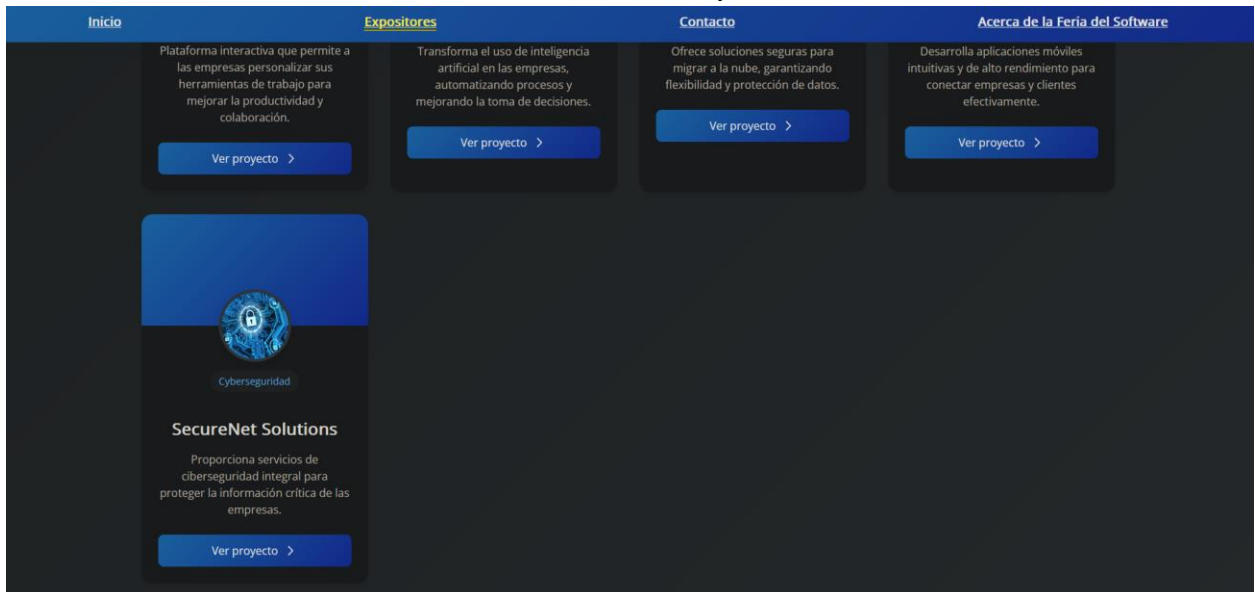 Inicio
Expositores
Contacto
Acerca de la Feria del Software
Plataforma interactiva que permite a
las empresas personalizar sus
herramientas de trabajo para
mejorar la productividad y
colaboración.
Ver proyecto
Transforma el uso de inteligencia
artificial en las empresas,
automatizando procesos y
mejorando la toma de decisiones.
Ver proyecto
Ofrece soluciones seguras para
migrar a la nube, garantizando
flexibilidad y protección de datos.
Ver proyecto
Desarrolla aplicaciones móviles
intuitivas y de alto rendimiento para
conectar empresas y clientes
efectivamente.
Ver proyecto
Cyberseguridad
SecureNet Solutions
Proporciona servicios de
ciberseguridad integral para
proteger la información crítica de las
empresas.
Ver proyecto